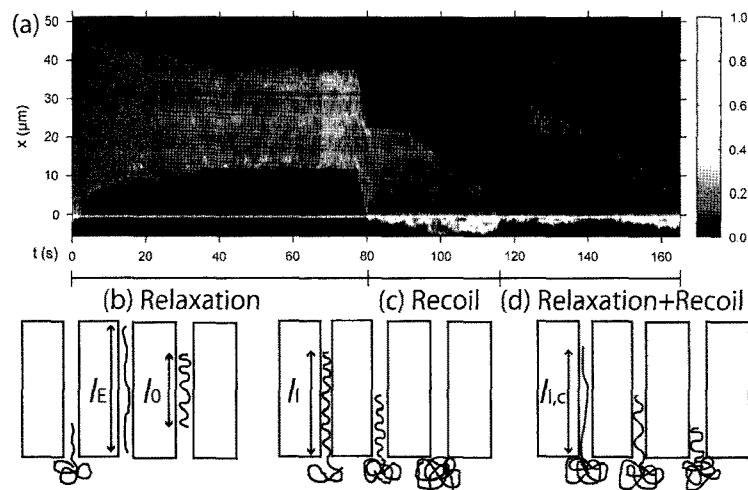 (a)
50
40
30
20
10
0
x (µm)
1.0
0.8
0.6
0.4
0.2
0.0
t (s) 0 20 40 60 80 100 120 140 160
(b) Relaxation (c) Recoil (d) Relaxation+Recoil
lE l0 lI lI,c